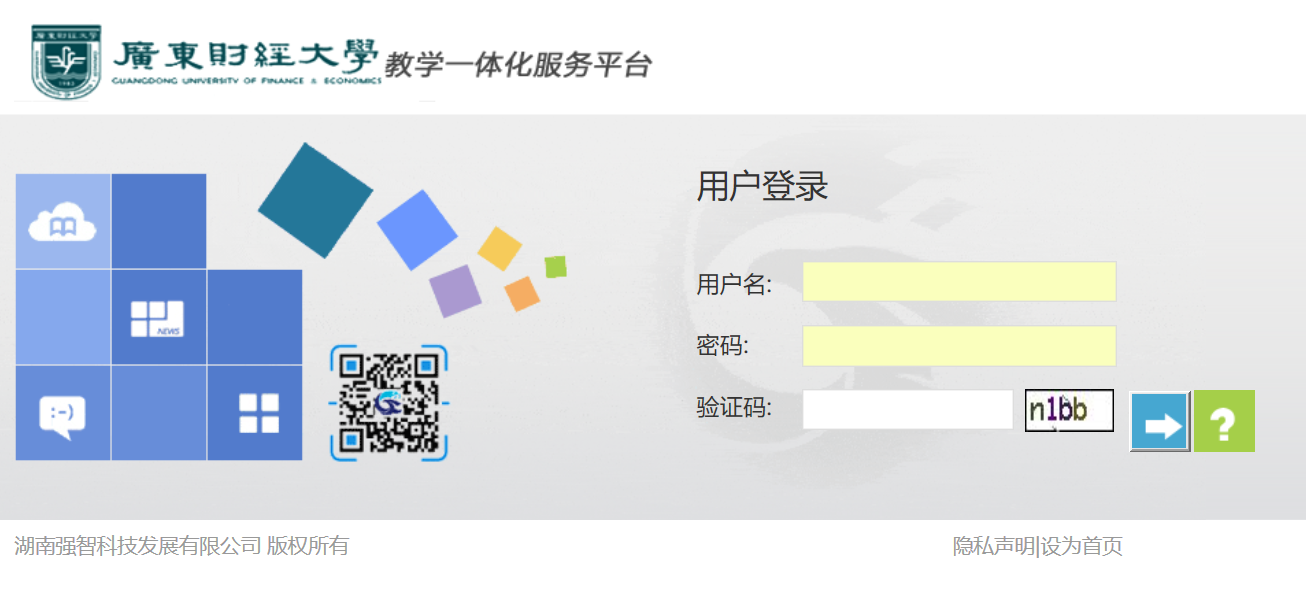 廣東財經大學
GUANGDONG UNIVERSITY OF FINANCE & ECONOMICS
教学一体化服务平台
用户登录
用户名:
密码:
验证码:
n1bb
?
NEWS
:-)
湖南强智科技发展有限公司 版权所有
隐私声明|设为首页